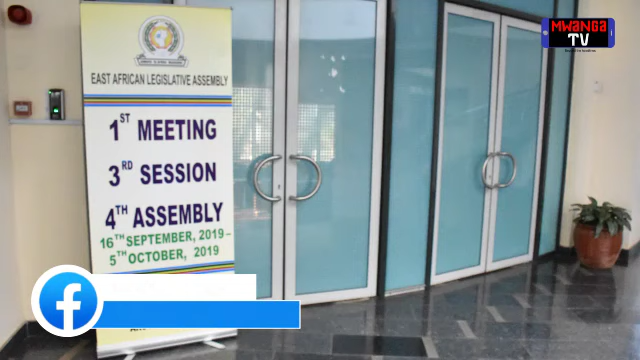 MWANGA
TV
EAST AFRICAN LEGISLATIVE ASSEMBLY
1ST MEETING
3RD SESSION
4TH ASSEMBLY
16TH SEPTEMBER, 2019 –
5TH OCTOBER, 2019